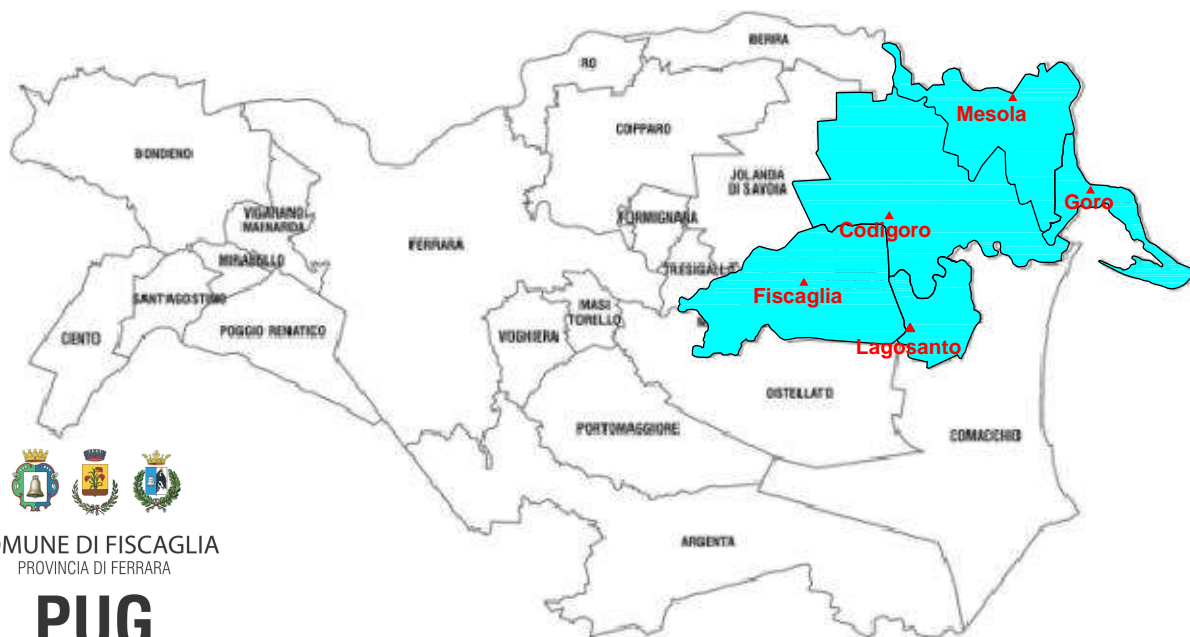 BERRA
RO
Mesola
COPPARO
BONDENO
JOLANDA
DI SAVOIA
Goro
VIGARANO
MAINARDA
FORMIGNANA
Codigoro
FERRARA
MIRABELLO
TRESIGALLO
Fiscaglia
SANT'AGOSTINO
MASI
TORELLO
POGGIO RENATICO
VOGHIERA
CENTO
Lagosanto
OSTELLATO
PORTOMAGGIORE
COMACCHIO
OMUNE DI FISCAGLIA
PROVINCIA DI FERRARA
ARGENTA
PUG